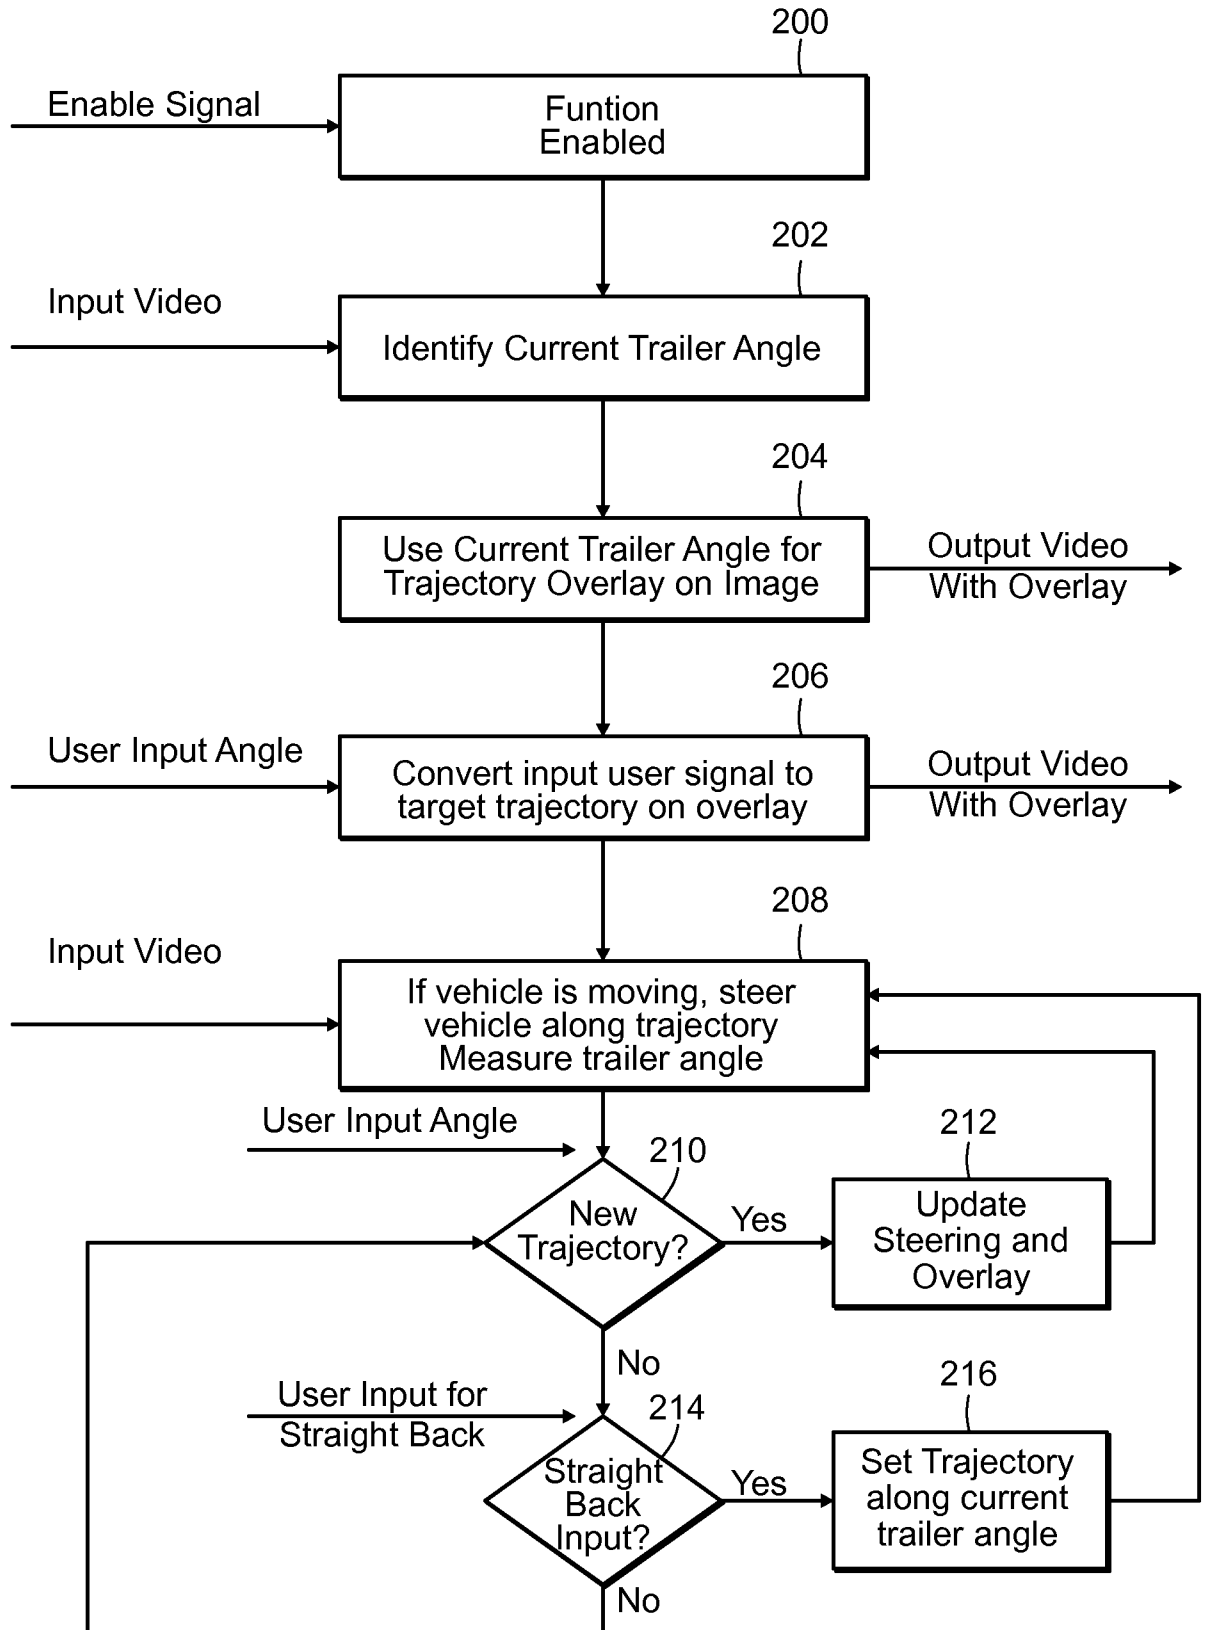 200
Enable Signal
Funtion
Enabled
202
Input Video
Identify Current Trailer Angle
204
Use Current Trailer Angle for
Trajectory Overlay on Image
Output Video
With Overlay
206
User Input Angle
Convert input user signal to
target trajectory on overlay
Output Video
With Overlay
208
Input Video
If vehicle is moving, steer
vehicle along trajectory
Measure trailer angle
User Input Angle
210
New
Trajectory?
Yes
212
Update
Steering and
Overlay
No
User Input for
Straight Back
214
Straight
Back
Input?
Yes
216
Set Trajectory
along current
trailer angle
No